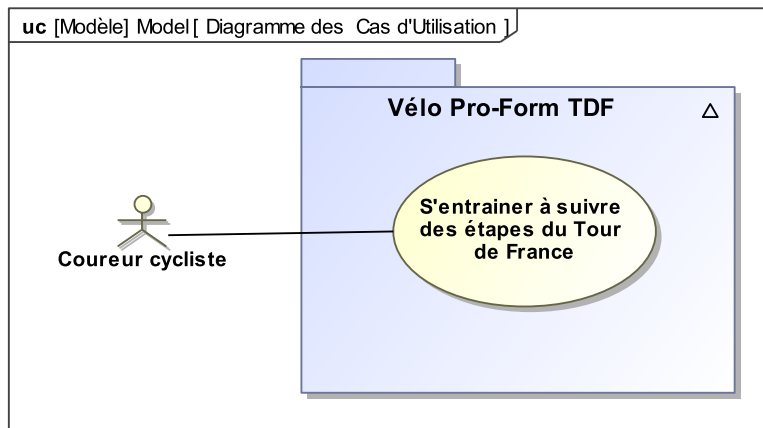 uc [Modèle] Model [ Diagramme des Cas d'Utilisation ]
Vélo Pro-Form TDF
S'entrainer à suivre
des étapes du Tour
de France
Coureur cycliste